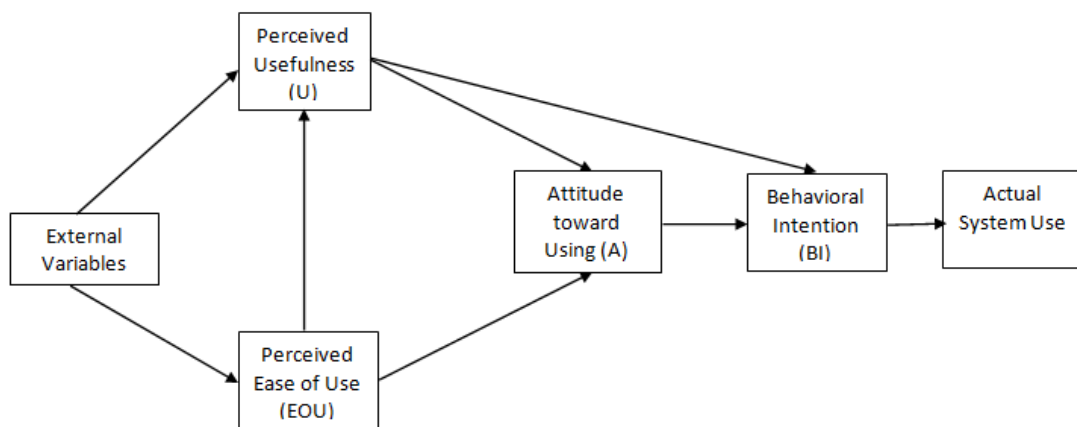 Perceived
Usefulness
(U)
External
Variables
Perceived
Ease of Use
(EOU)
Attitude
toward
Using (A)
Behavioral
Intention
(BI)
Actual
System Use